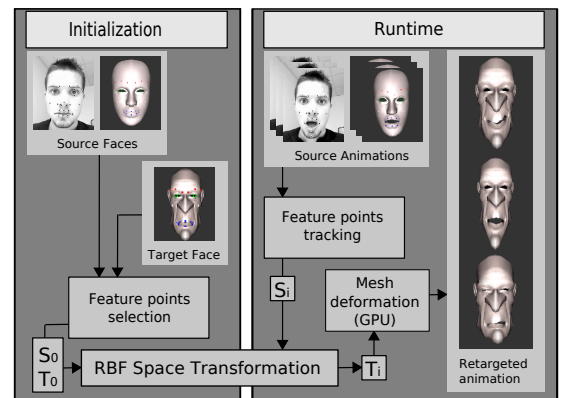 Initialization
Source Faces
Target Face
Feature points
selection
S0
T0
RBF Space Transformation
Runtime
Source Animations
Feature points
tracking
Si
Mesh
deformation
(GPU)
Ti
Retargeted
animation